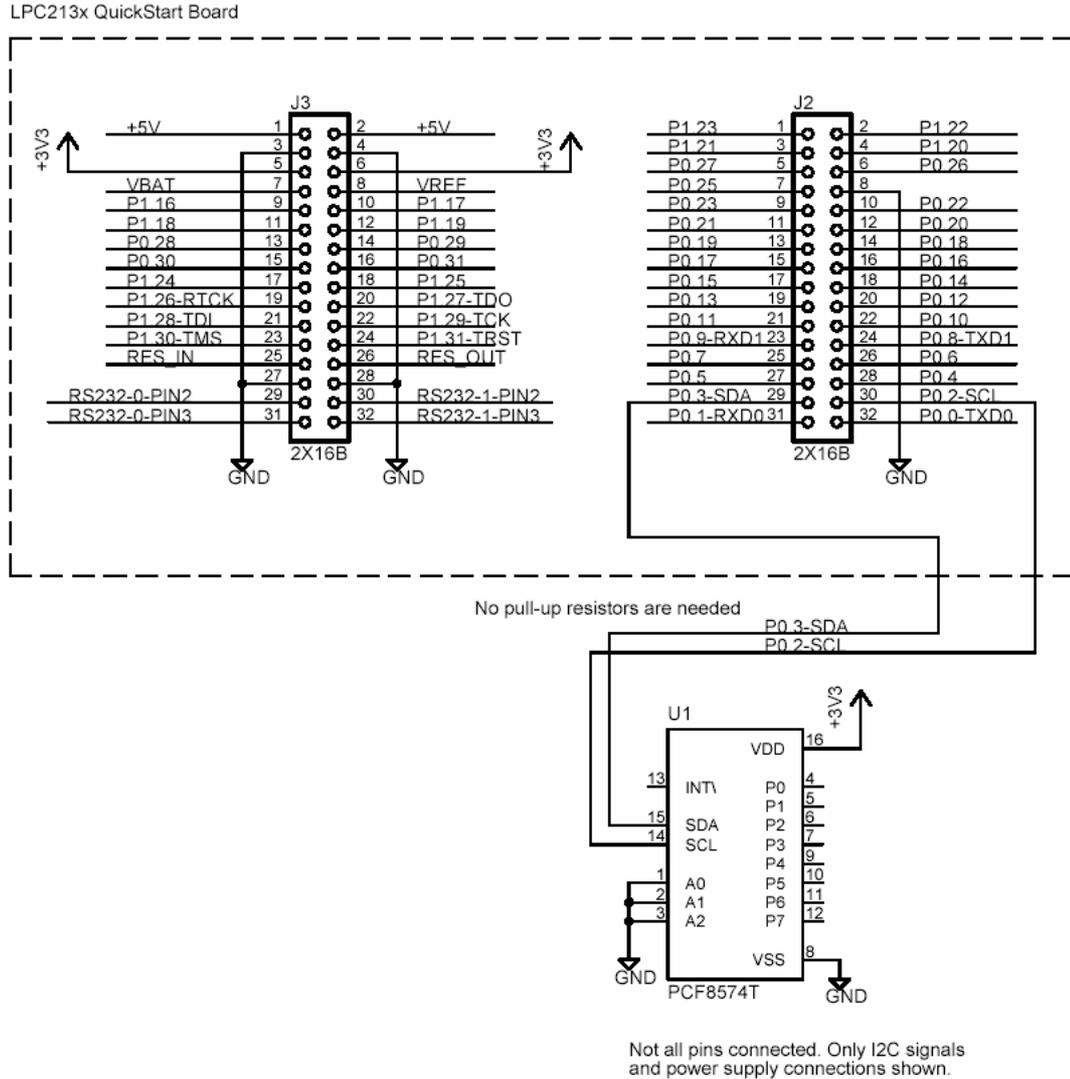 LPC213x QuickStart Board
J3
J2
+5V 1 2 +5V
P1.23 1 2 P1.22
+3V3 3 4 +3V3
P1.21 3 4 P1.20
5 6
P0.27 5 6 P0.26
VBAT 7 8 VREF
P0.25 7 8
P1.16 9 10 P1.17
P0.23 9 10 P0.22
P1.18 11 12 P1.19
P0.21 11 12 P0.20
P0.28 13 14 P0.29
P0.19 13 14 P0.18
P0.30 15 16 P0.31
P0.17 15 16 P0.16
P1.24 17 18 P1.25
P0.15 17 18 P0.14
P1.26-RTCK 19 20 P1.27-TDO
P0.13 19 20 P0.12
P1.28-TDI 21 22 P1.29-TCK
P0.11 21 22 P0.10
P1.30-TMS 23 24 P1.31-TRST
P0.9-RXD1 23 24 P0.8-TXD1
RES_IN 25 26 RES_OUT
P0.7 25 26 P0.6
27 28
P0.5 27 28 P0.4
RS232-0-PIN2 29 30 RS232-1-PIN2
P0.3-SDA 29 30 P0.2-SCL
RS232-0-PIN3 31 32 RS232-1-PIN3
P0.1-RXD0 31 32 P0.0-TXD0
2X16B
2X16B
GND GND GND
No pull-up resistors are needed
P0.3-SDA
P0.2-SCL
U1
+3V3
VDD 16
13 INT\ P0 4
P1 5
15 SDA P2 6
14 SCL P3 7
P4 9
1 A0 P5 10
2 A1 P6 11
3 A2 P7 12
VSS 8
GND
PCF8574T
GND
Not all pins connected. Only I2C signals
and power supply connections shown.